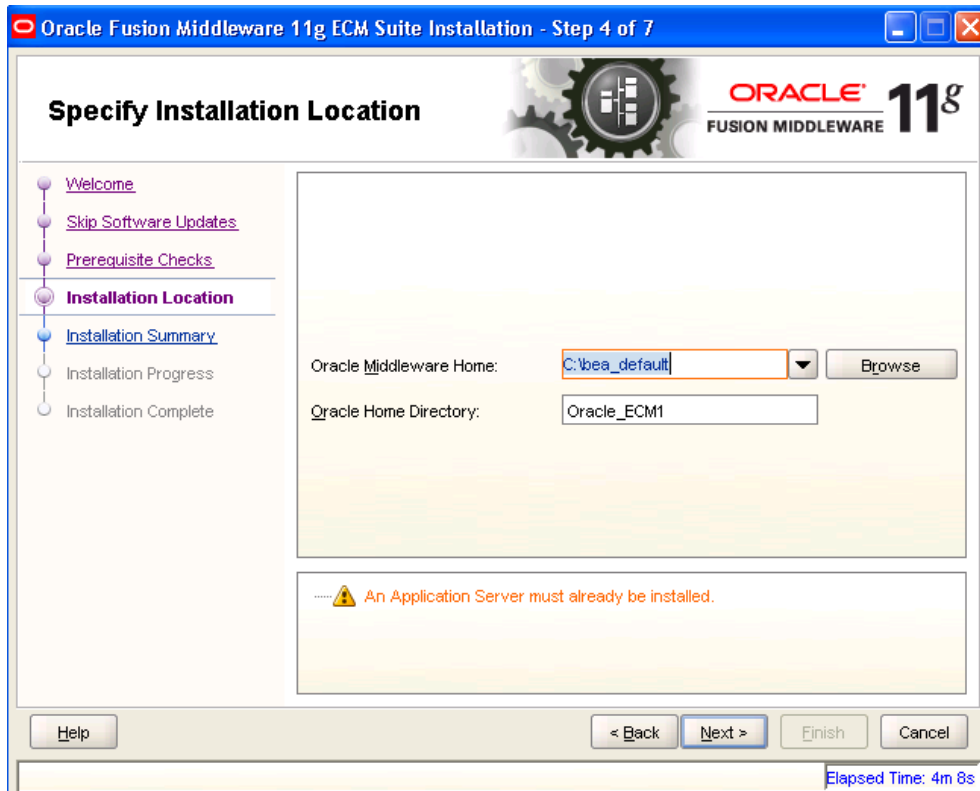 Oracle Fusion Middleware 11g ECM Suite Installation - Step 4 of 7
Specify Installation Location
ORACLE
FUSION MIDDLEWARE
11g
Welcome
Skip Software Updates
Prerequisite Checks
Installation Location
Installation Summary
Installation Progress
Installation Complete
Oracle Middleware Home:
C:\bea_default
Browse
Oracle Home Directory:
Oracle_ECM1
An Application Server must already be installed.
Help
< Back
Next >
Finish
Cancel
Elapsed Time: 4m 8s